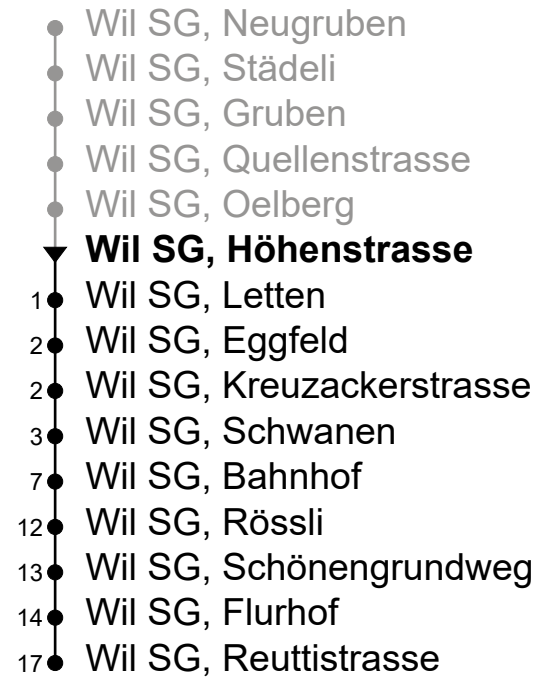 Wil SG, Neugruben
Wil SG, Städeli
Wil SG, Gruben
Wil SG, Quellenstrasse
Wil SG, Oelberg
Wil SG, Höhenstrasse
1 Wil SG, Letten
2 Wil SG, Eggfeld
2 Wil SG, Kreuzackerstrasse
3 Wil SG, Schwanen
7 Wil SG, Bahnhof
12 Wil SG, Rössli
13 Wil SG, Schönengrundweg
14 Wil SG, Flurhof
17 Wil SG, Reuttistrasse